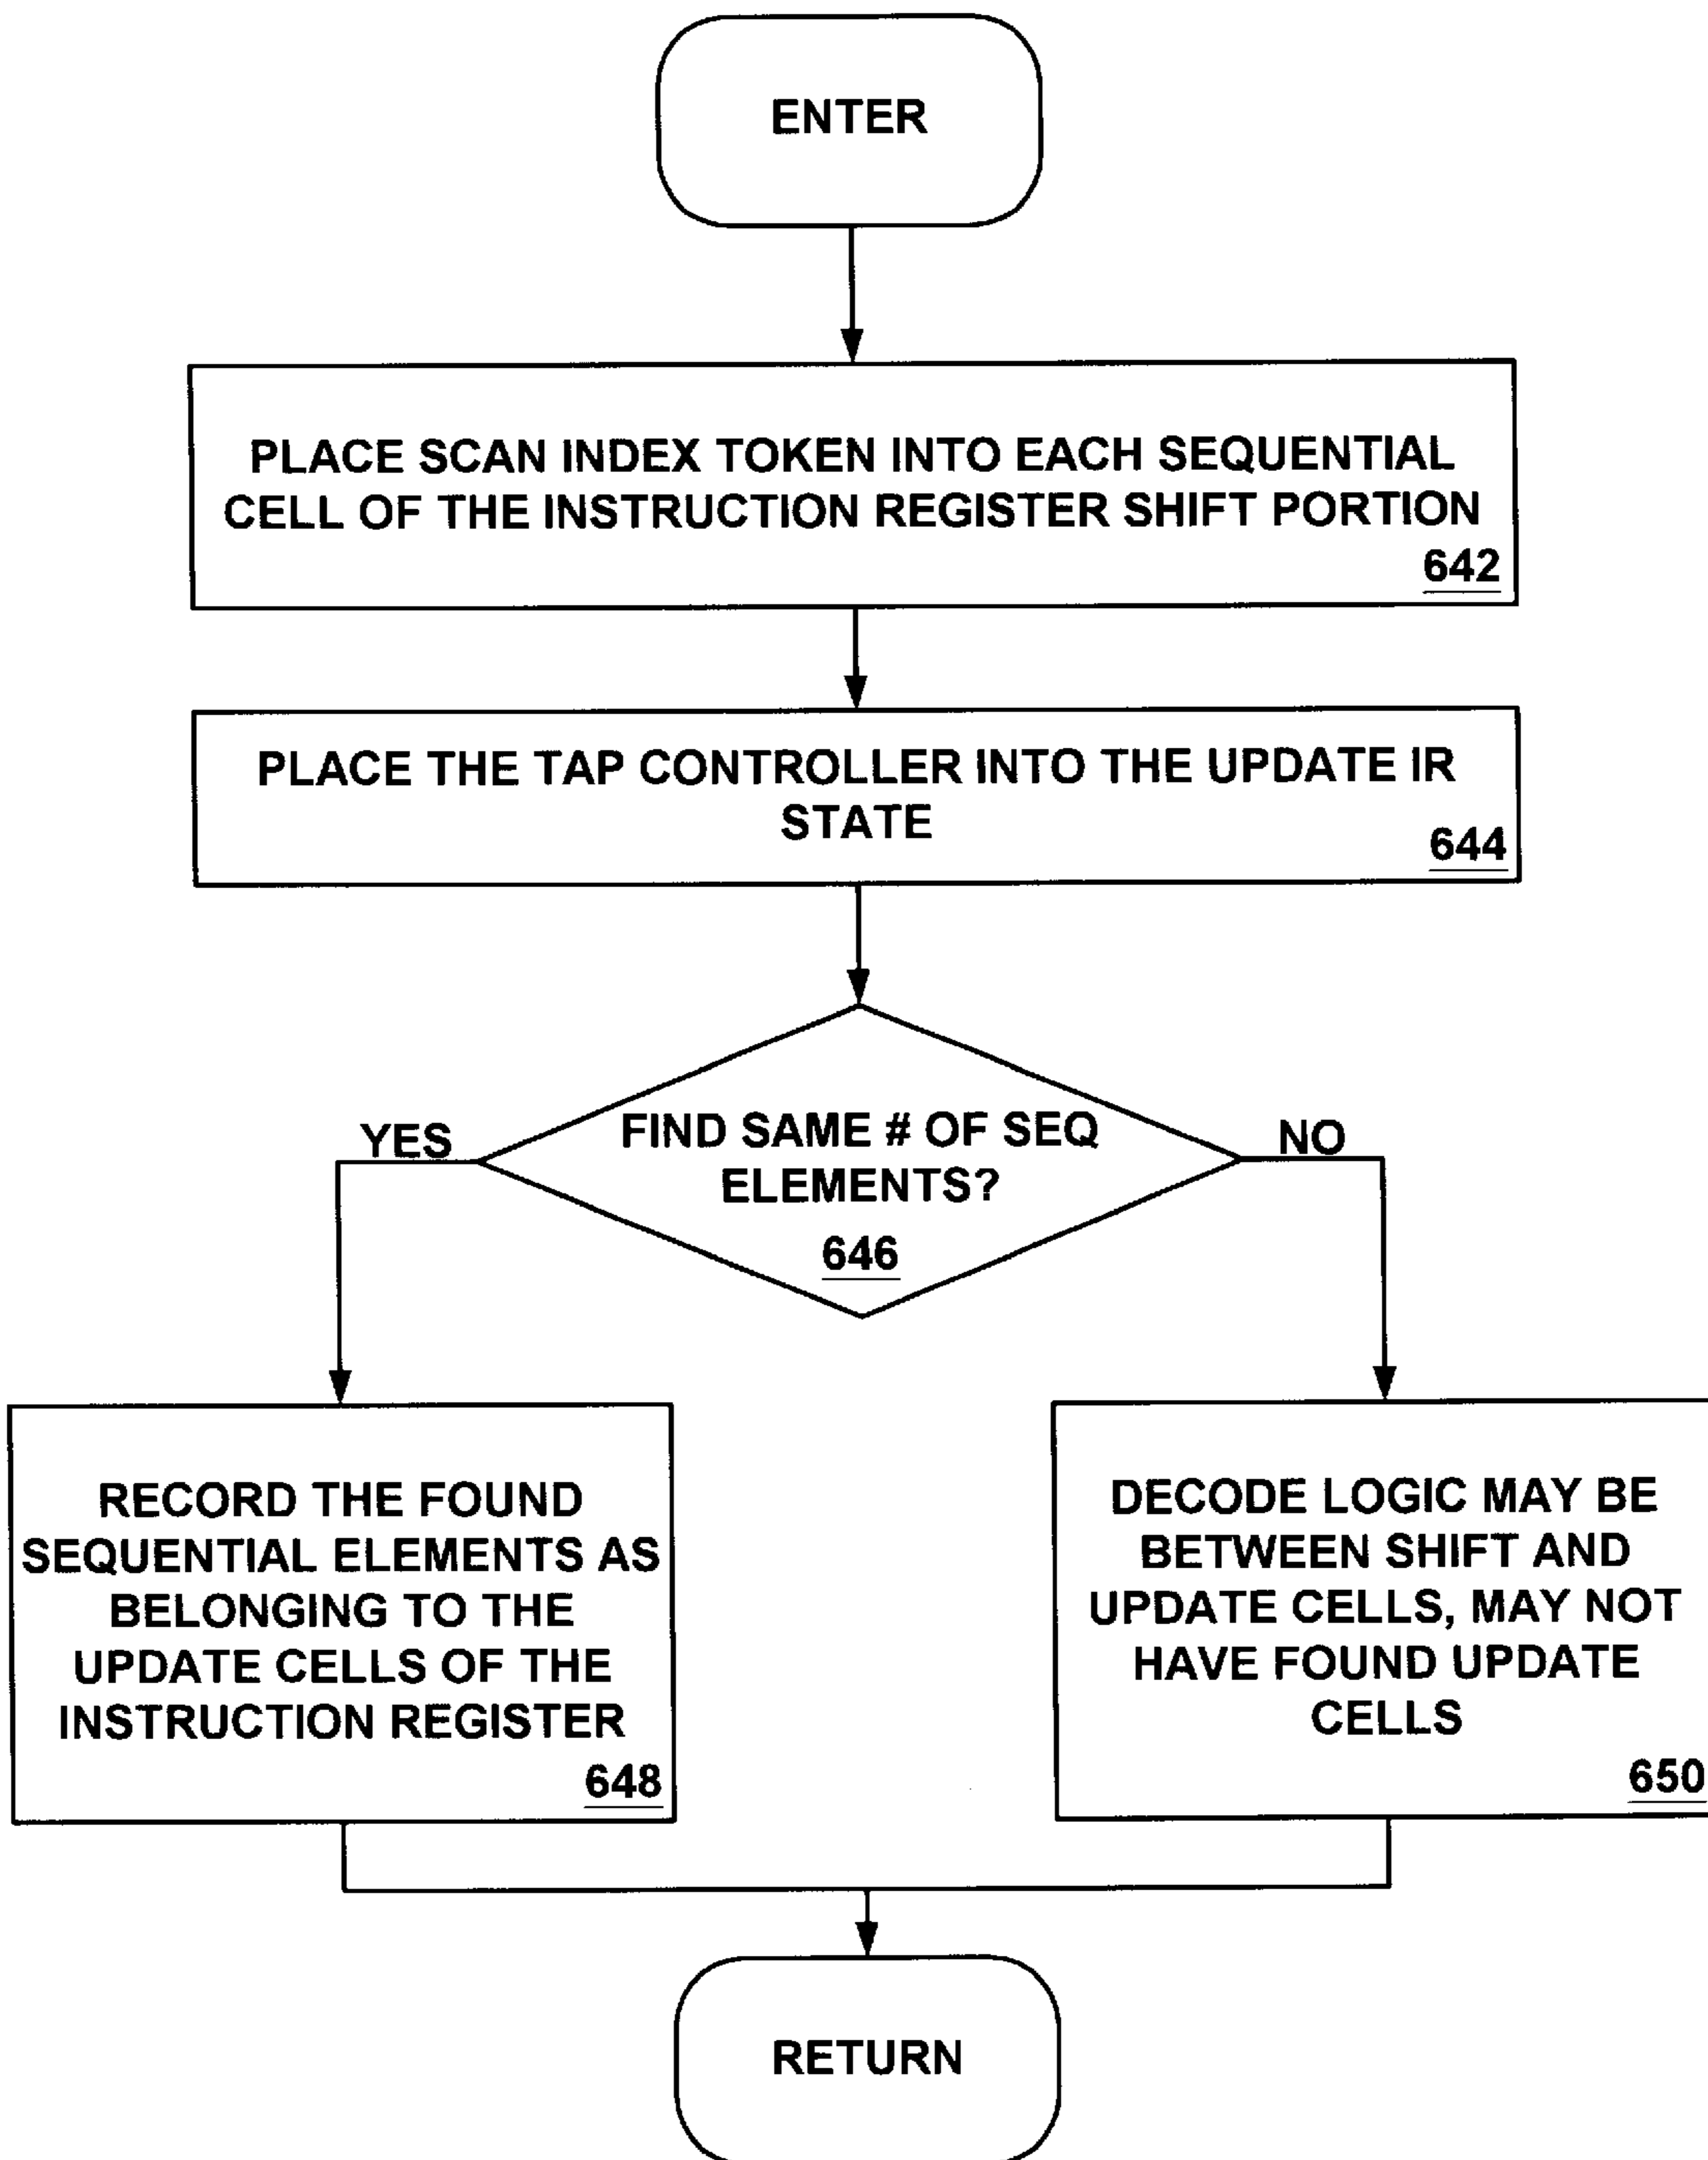 ENTER
PLACE SCAN INDEX TOKEN INTO EACH SEQUENTIAL
CELL OF THE INSTRUCTION REGISTER SHIFT PORTION
642
PLACE THE TAP CONTROLLER INTO THE UPDATE IR
STATE
644
FIND SAME # OF SEQ
ELEMENTS?
646
YES
NO
RECORD THE FOUND
SEQUENTIAL ELEMENTS AS
BELONGING TO THE
UPDATE CELLS OF THE
INSTRUCTION REGISTER
648
DECODE LOGIC MAY BE
BETWEEN SHIFT AND
UPDATE CELLS, MAY NOT
HAVE FOUND UPDATE
CELLS
650
RETURN